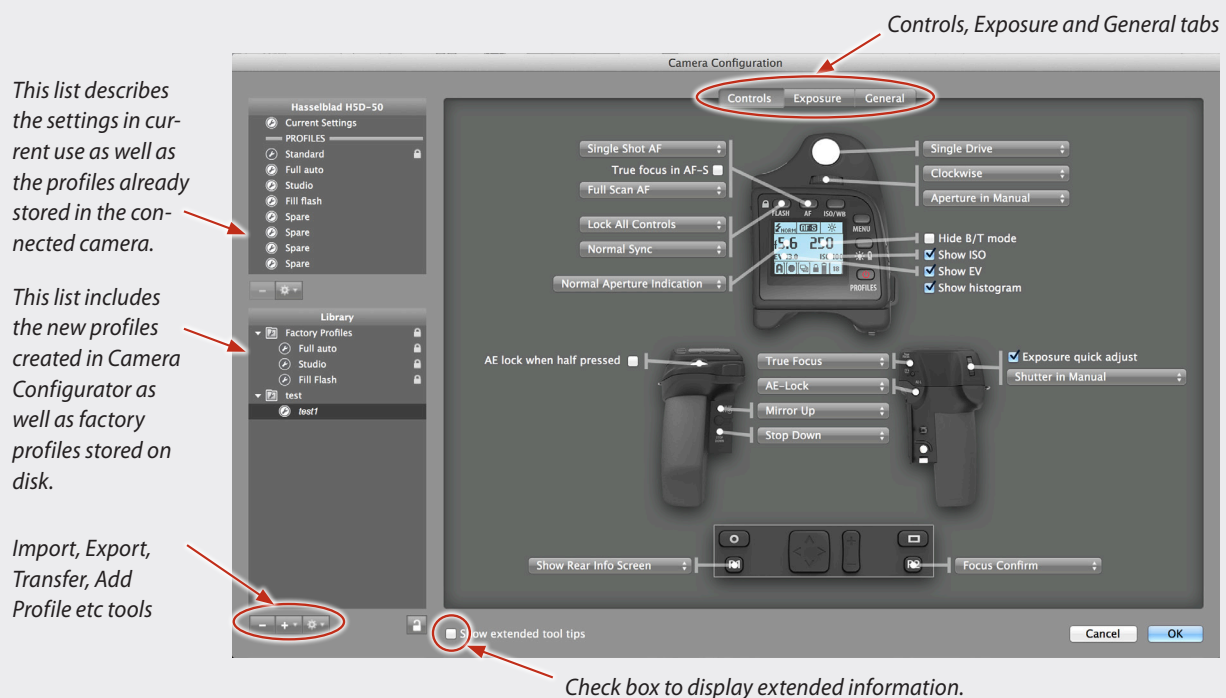 Controls, Exposure and General tabs
This list describes
the settings in cur-
rent use as well as
the profiles already
stored in the con-
nected camera.
This list includes
the new profiles
created in Camera
Configurator as
well as factory
profiles stored on
disk.
Import, Export,
Transfer, Add
Profile etc tools
Camera Configuration
Hasselblad H5D-50
Current Settings
PROFILES
Standard
Full auto
Studio
Fill flash
Spare
Spare
Spare
Spare
Library
Factory Profiles
Full auto
Studio
Fill Flash
test
test1
Controls Exposure General
Single Shot AF
True focus in AF-S
Full Scan AF
Lock All Controls
Normal Sync
Normal Aperture Indication
Single Drive
Clockwise
Aperture in Manual
FLASH AF ISO/WB
MENU
NORM AF-S
5.6 250
PROFILES
Hide B/T mode
Show ISO
Show EV
Show histogram
AE lock when half pressed
True Focus
AE-Lock
Mirror Up
Stop Down
Exposure quick adjust
Shutter in Manual
Show Rear Info Screen
Focus Confirm
Show extended tool tips
Cancel OK
Check box to display extended information.